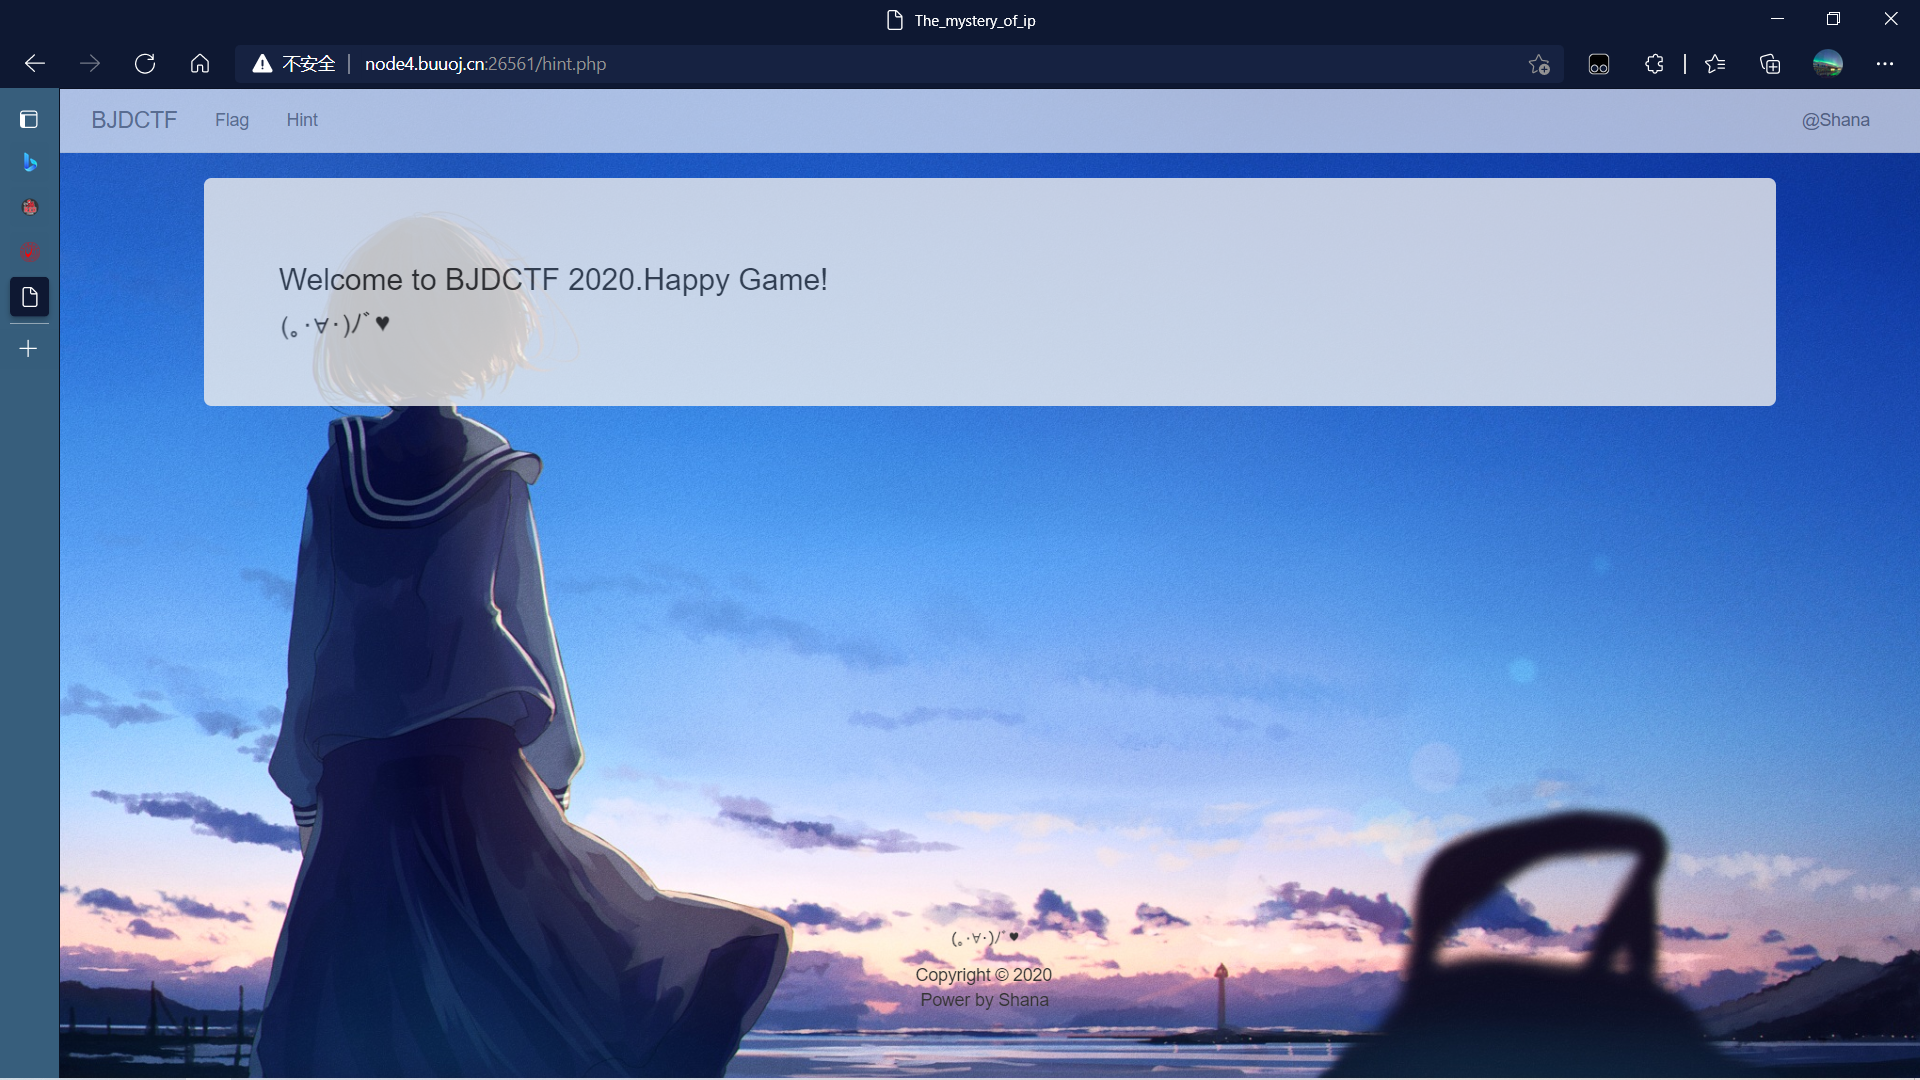 The_mystery_of_ip
不安全 node4.buuoj.cn:26561/hint.php
BJDCTF Flag Hint @Shana
Welcome to BJDCTF 2020.Happy Game!
(｡･∀･)ﾉﾞ♥
(｡･∀･)ﾉﾞ♥
Copyright © 2020
Power by Shana